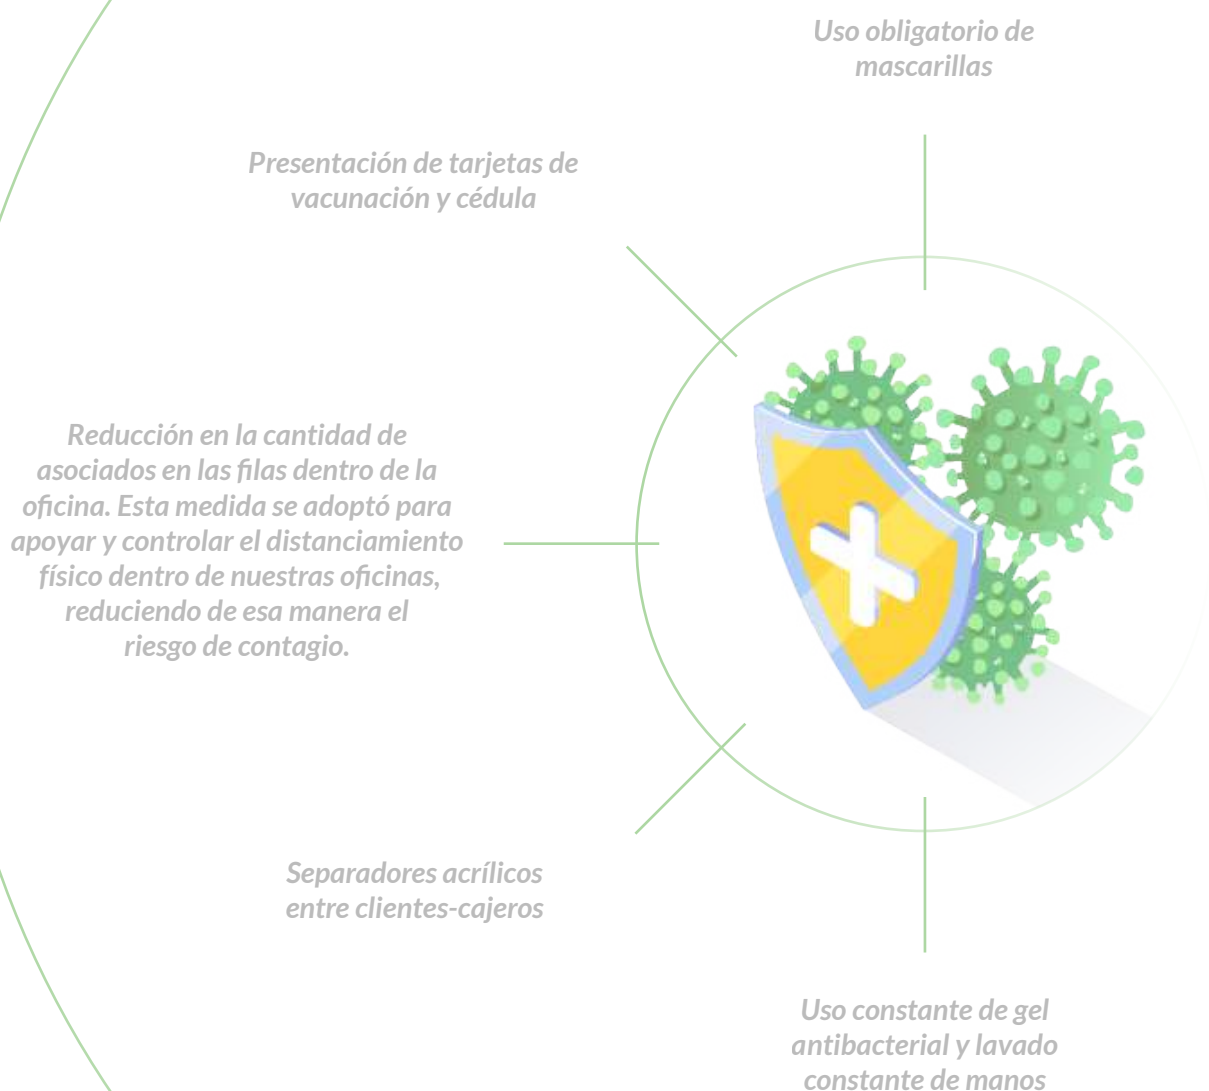 Uso obligatorio de
mascarillas
Presentación de tarjetas de
vacunación y cédula
Reducción en la cantidad de
asociados en las filas dentro de la
oficina. Esta medida se adoptó para
apoyar y controlar el distanciamiento
físico dentro de nuestras oficinas,
reduciendo de esa manera el
riesgo de contagio.
Separadores acrílicos
entre clientes-cajeros
Uso constante de gel
antibacterial y lavado
constante de manos